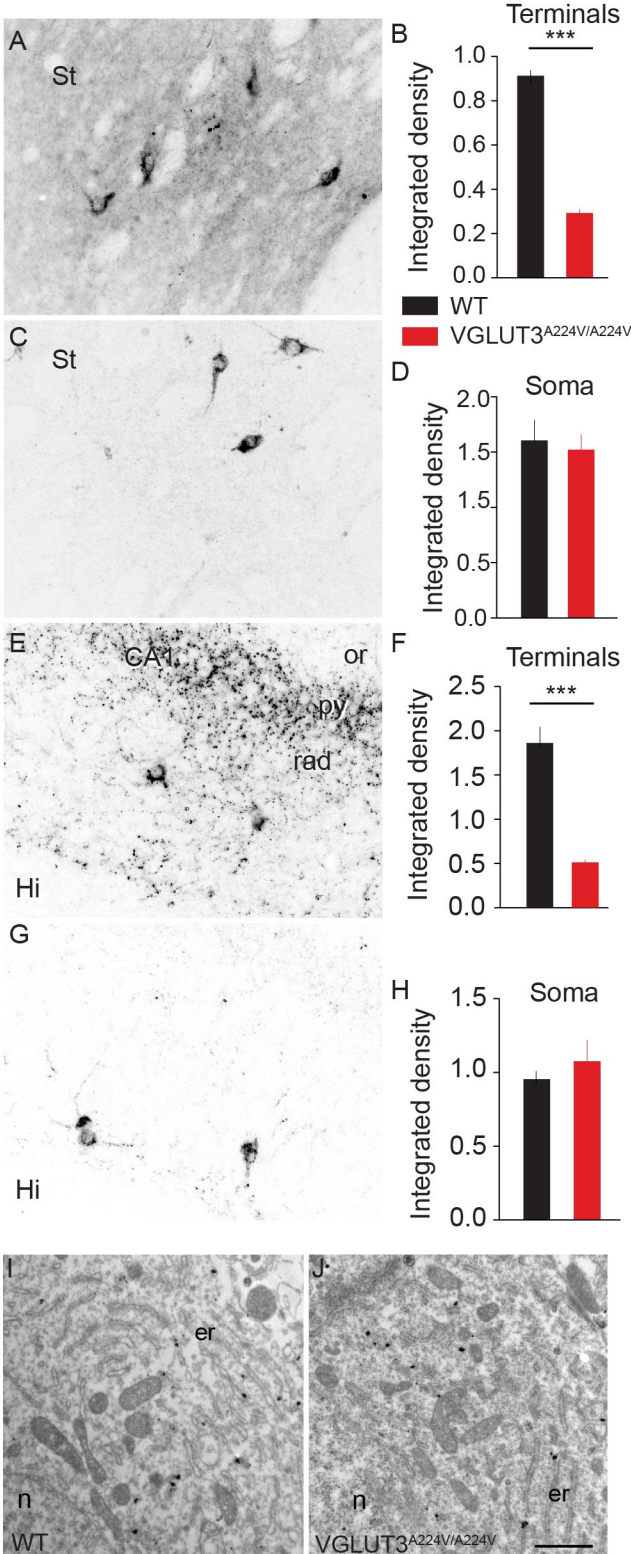 A
St
B
Terminals
***
Integrated density
1.0
0.8
0.6
0.4
0.2
0.0
WT
VGLUT3A224V/A224V
C
St
D
Soma
Integrated density
2.0
1.5
1.5
0.5
0.0
E
CA1
or
py
rad
Hi
F
Terminals
***
Integrated density
2.5
2.0
1.5
1.0
0.5
0.0
G
Hi
H
Soma
Integrated density
1.5
1.0
0.5
0.0
I
er
n
WT
J
n
er
VGLUT3A224V/A224V